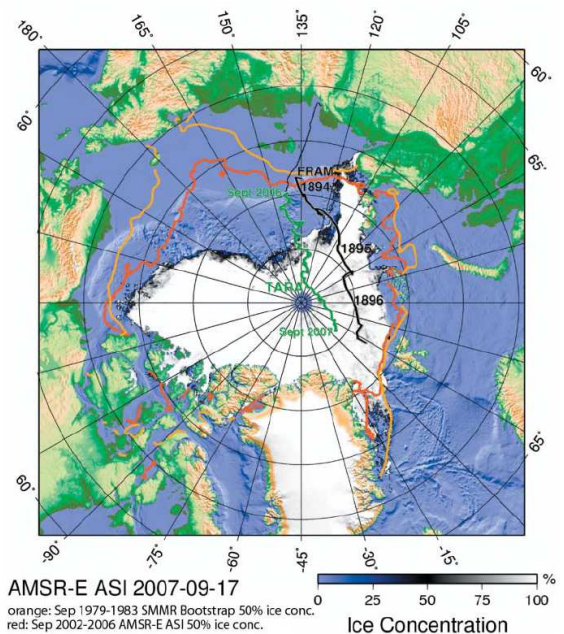 180°
165°
150°
135°
120°
105°
60°
60°
65°
FRAM
1894
Sept 2006
1895
TARA
1896
Sept 2007
60°
65°
-90°
-75°
-60°
-45°
-30°
-15°
AMSR-E ASI 2007-09-17
orange: Sep 1979-1983 SMMR Bootstrap 50% ice conc.
red: Sep 2002-2006 AMSR-E ASI 50% ice conc.
%
0 25 50 75 100
Ice Concentration